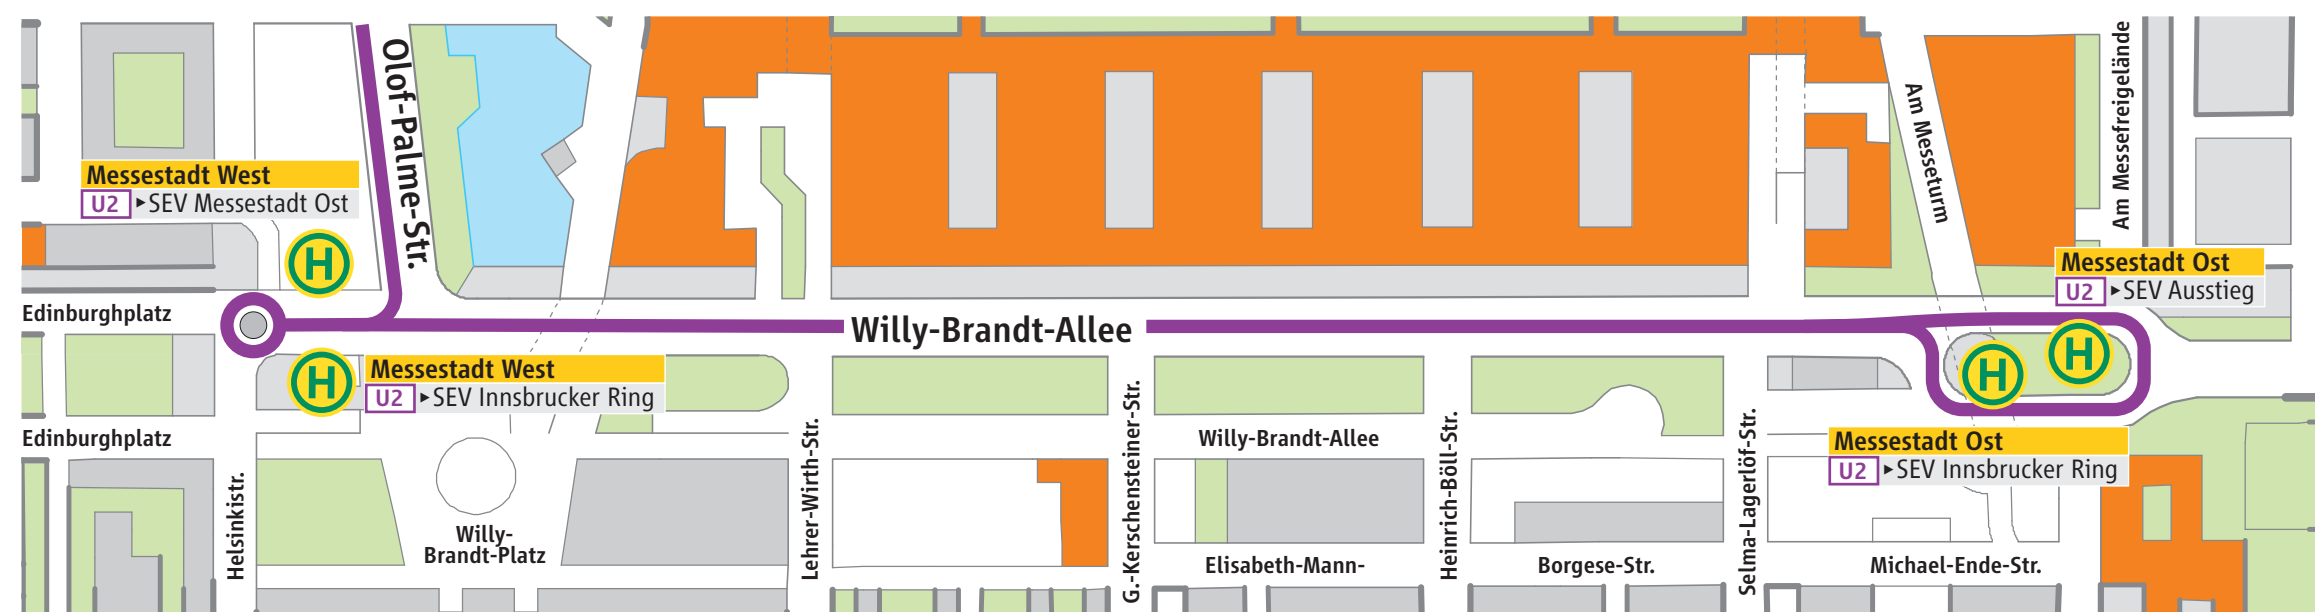 Olof-Palme-Str.
Am Messeturm
Am Messefreigelände
Messestadt West
U2 ▸SEV Messestadt Ost
H
Messestadt Ost
U2 ▸SEV Ausstieg
Edinburghplatz
Willy-Brandt-Allee
H
H
H
Messestadt West
U2 ▸SEV Innsbrucker Ring
Edinburghplatz
Willy-Brandt-Allee
Messestadt Ost
U2 ▸SEV Innsbrucker Ring
Helsinkistr.
Willy-
Brandt-Platz
Lehrer-Wirth-Str.
G.-Kerschensteiner-Str.
Elisabeth-Mann-
Heinrich-Böll-Str.
Borgese-Str.
Selma-Lagerlöf-Str.
Michael-Ende-Str.